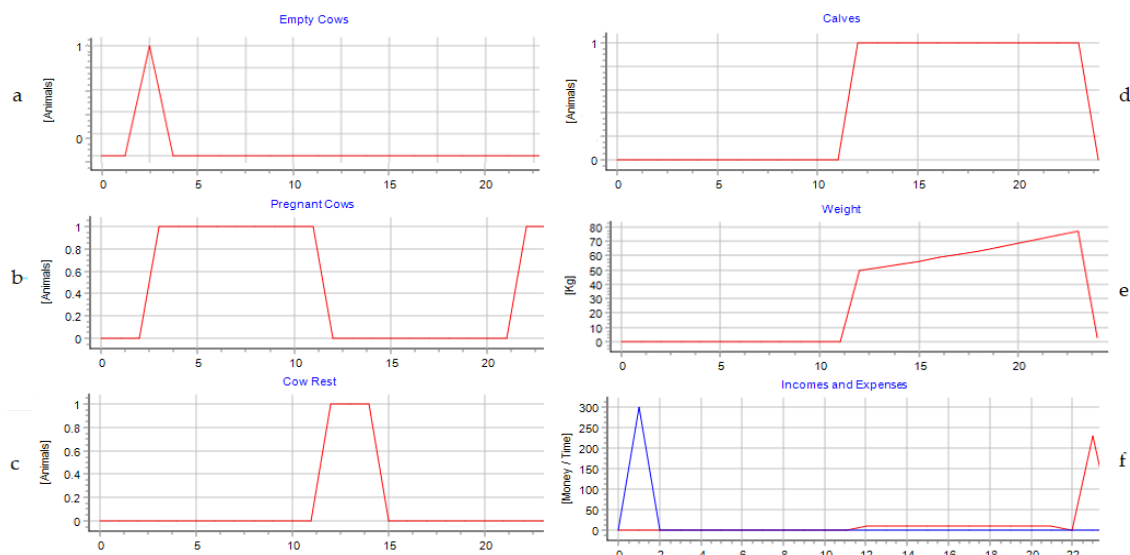 Empty Cows
a
[Animals]
1
0
0 5 10 15 20
Pregnant Cows
b
[Animals]
1
0.8
0.6
0.4
0.2
0
0 5 10 15 20
Cow Rest
c
[Animals]
1
0.8
0.6
0.4
0.2
0
0 5 10 15 20
Calves
d
[Animals]
1
0
0 5 10 15 20
Weight
e
[Kg]
80
70
60
50
40
30
20
10
0
0 5 10 15 20
Incomes and Expenses
f
[Money / Time]
300
250
200
150
100
50
0
0 2 4 6 8 10 12 14 16 18 20 22